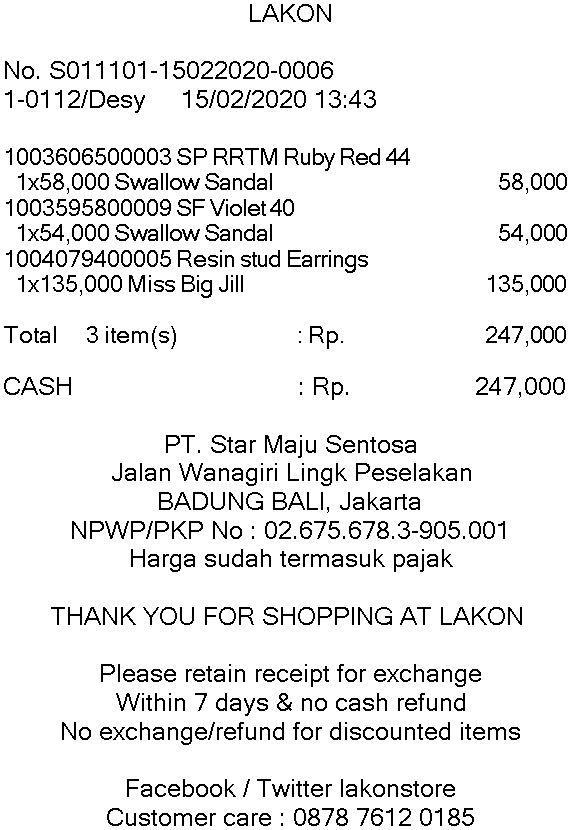 LAKON
No. S011101-15022020-0006
1-0112/Desy 15/02/2020 13:43
1003606500003 SP RRTM Ruby Red 44
1x58,000 Swallow Sandal 58,000
1003595800009 SF Violet 40
1x54,000 Swallow Sandal 54,000
1004079400005 Resin stud Earrings
1x135,000 Miss Big Jill 135,000
Total 3 item(s) : Rp. 247,000
CASH : Rp. 247,000
PT. Star Maju Sentosa
Jalan Wanagiri Lingk Peselakan
BADUNG BALI, Jakarta
NPWP/PKP No : 02.675.678.3-905.001
Harga sudah termasuk pajak
THANK YOU FOR SHOPPING AT LAKON
Please retain receipt for exchange
Within 7 days & no cash refund
No exchange/refund for discounted items
Facebook / Twitter lakonstore
Customer care : 0878 7612 0185